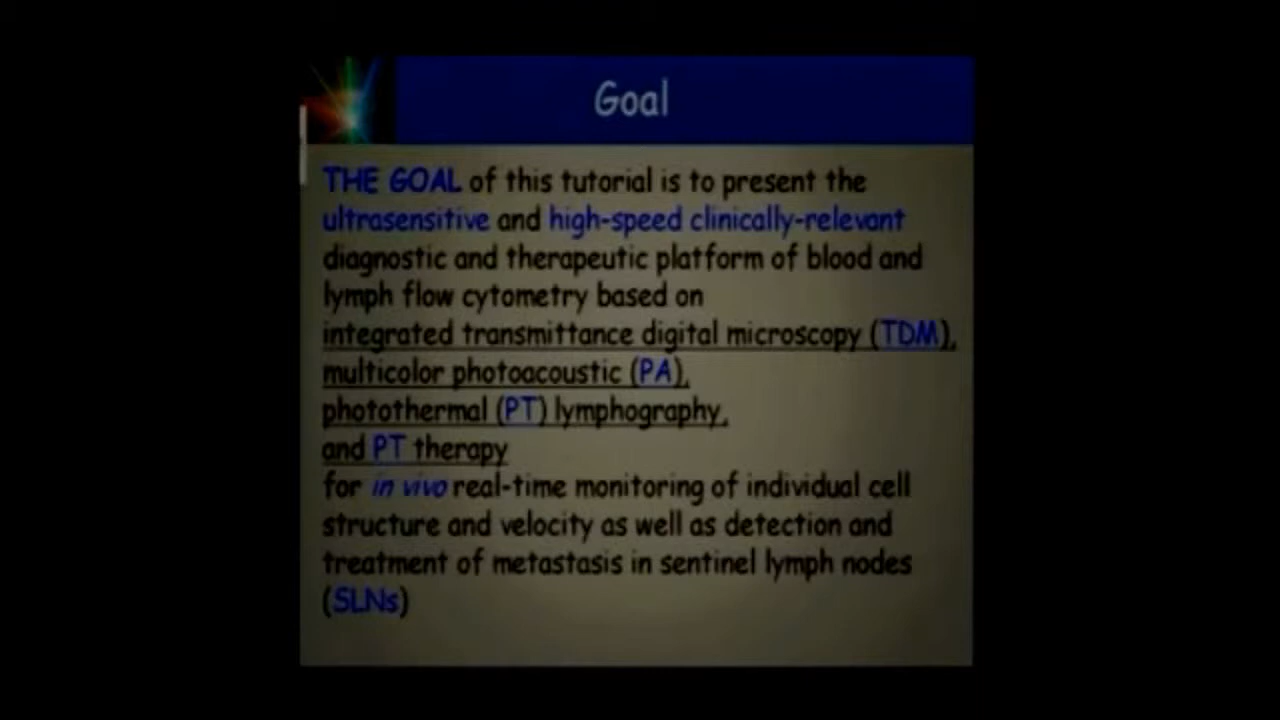 Goal
THE GOAL of this tutorial is to present the
ultrasensitive and high-speed clinically-relevant
diagnostic and therapeutic platform of blood and
lymph flow cytometry based on
integrated transmittance digital microscopy (TDM),
multicolor photoacoustic (PA),
photothermal (PT) lymphography,
and PT therapy
for in vivo real-time monitoring of individual cell
structure and velocity as well as detection and
treatment of metastasis in sentinel lymph nodes
(SLNs)